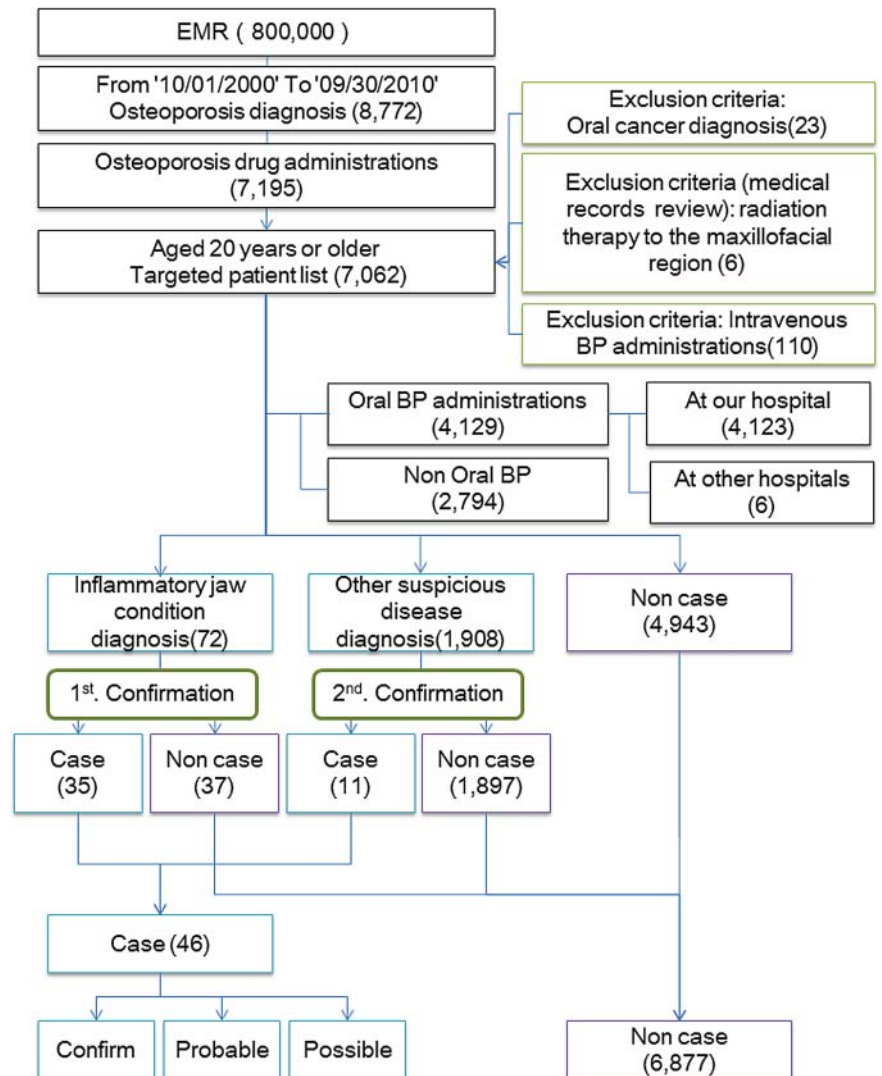 EMR ( 800,000 )
From '10/01/2000' To '09/30/2010'
Osteoporosis diagnosis (8,772)
Osteoporosis drug administrations
(7,195)
Aged 20 years or older
Targeted patient list (7,062)
Exclusion criteria:
Oral cancer diagnosis(23)
Exclusion criteria (medical
records review): radiation
therapy to the maxillofacial
region (6)
Exclusion criteria: Intravenous
BP administrations(110)
Oral BP administrations
(4,129)
At our hospital
(4,123)
Non Oral BP
(2,794)
At other hospitals
(6)
Inflammatory jaw
condition
diagnosis(72)
Other suspicious
disease
diagnosis(1,908)
Non case
(4,943)
1st. Confirmation
2nd. Confirmation
Case
(35)
Non case
(37)
Case
(11)
Non case
(1,897)
Case (46)
Confirm
Probable
Possible
Non case
(6,877)